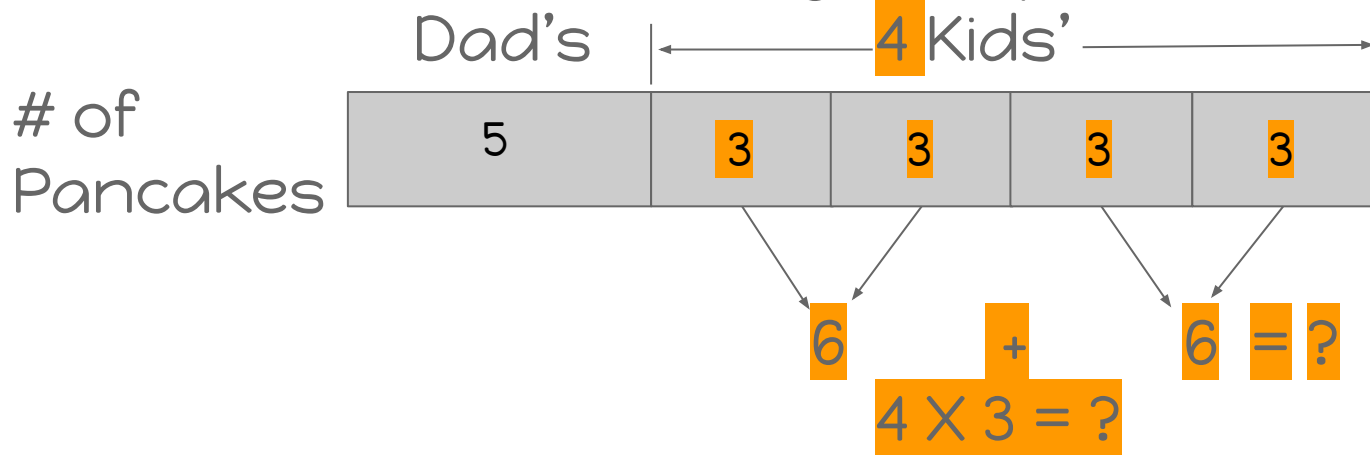 Dad's 4 Kids'
# of
Pancakes
5 3 3 3 3
6 + 6 = ?
4 X 3 = ?